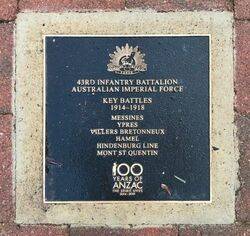 43RD INFANTRY BATTALION
AUSTRALIAN IMPERIAL FORCE
KEY BATTLES
1914-1918
MESSINES
YPRES
VILLERS BRETONNEUX
HAMEL
HINDENBURG LINE
MONT ST QUENTIN
100
YEARS OF
ANZAC